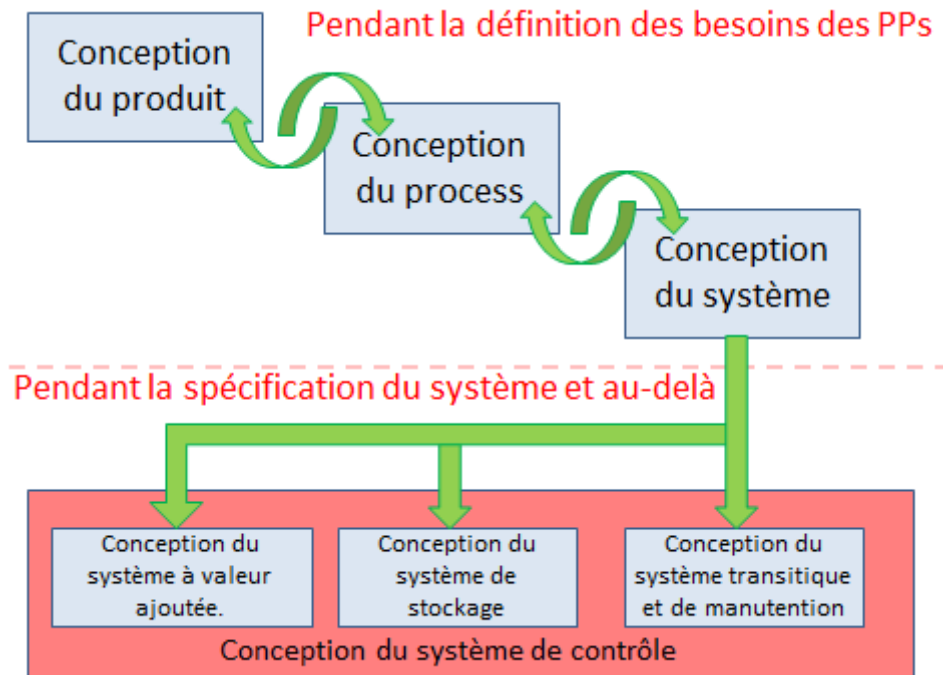 Pendant la définition des besoins des PPs
Conception
du produit
Conception
du process
Conception
du système
Pendant la spécification du système et au-delà
Conception du
système à valeur
ajoutée.
Conception du
système de
stockage
Conception du
système transitique
et de manutention
Conception du système de contrôle